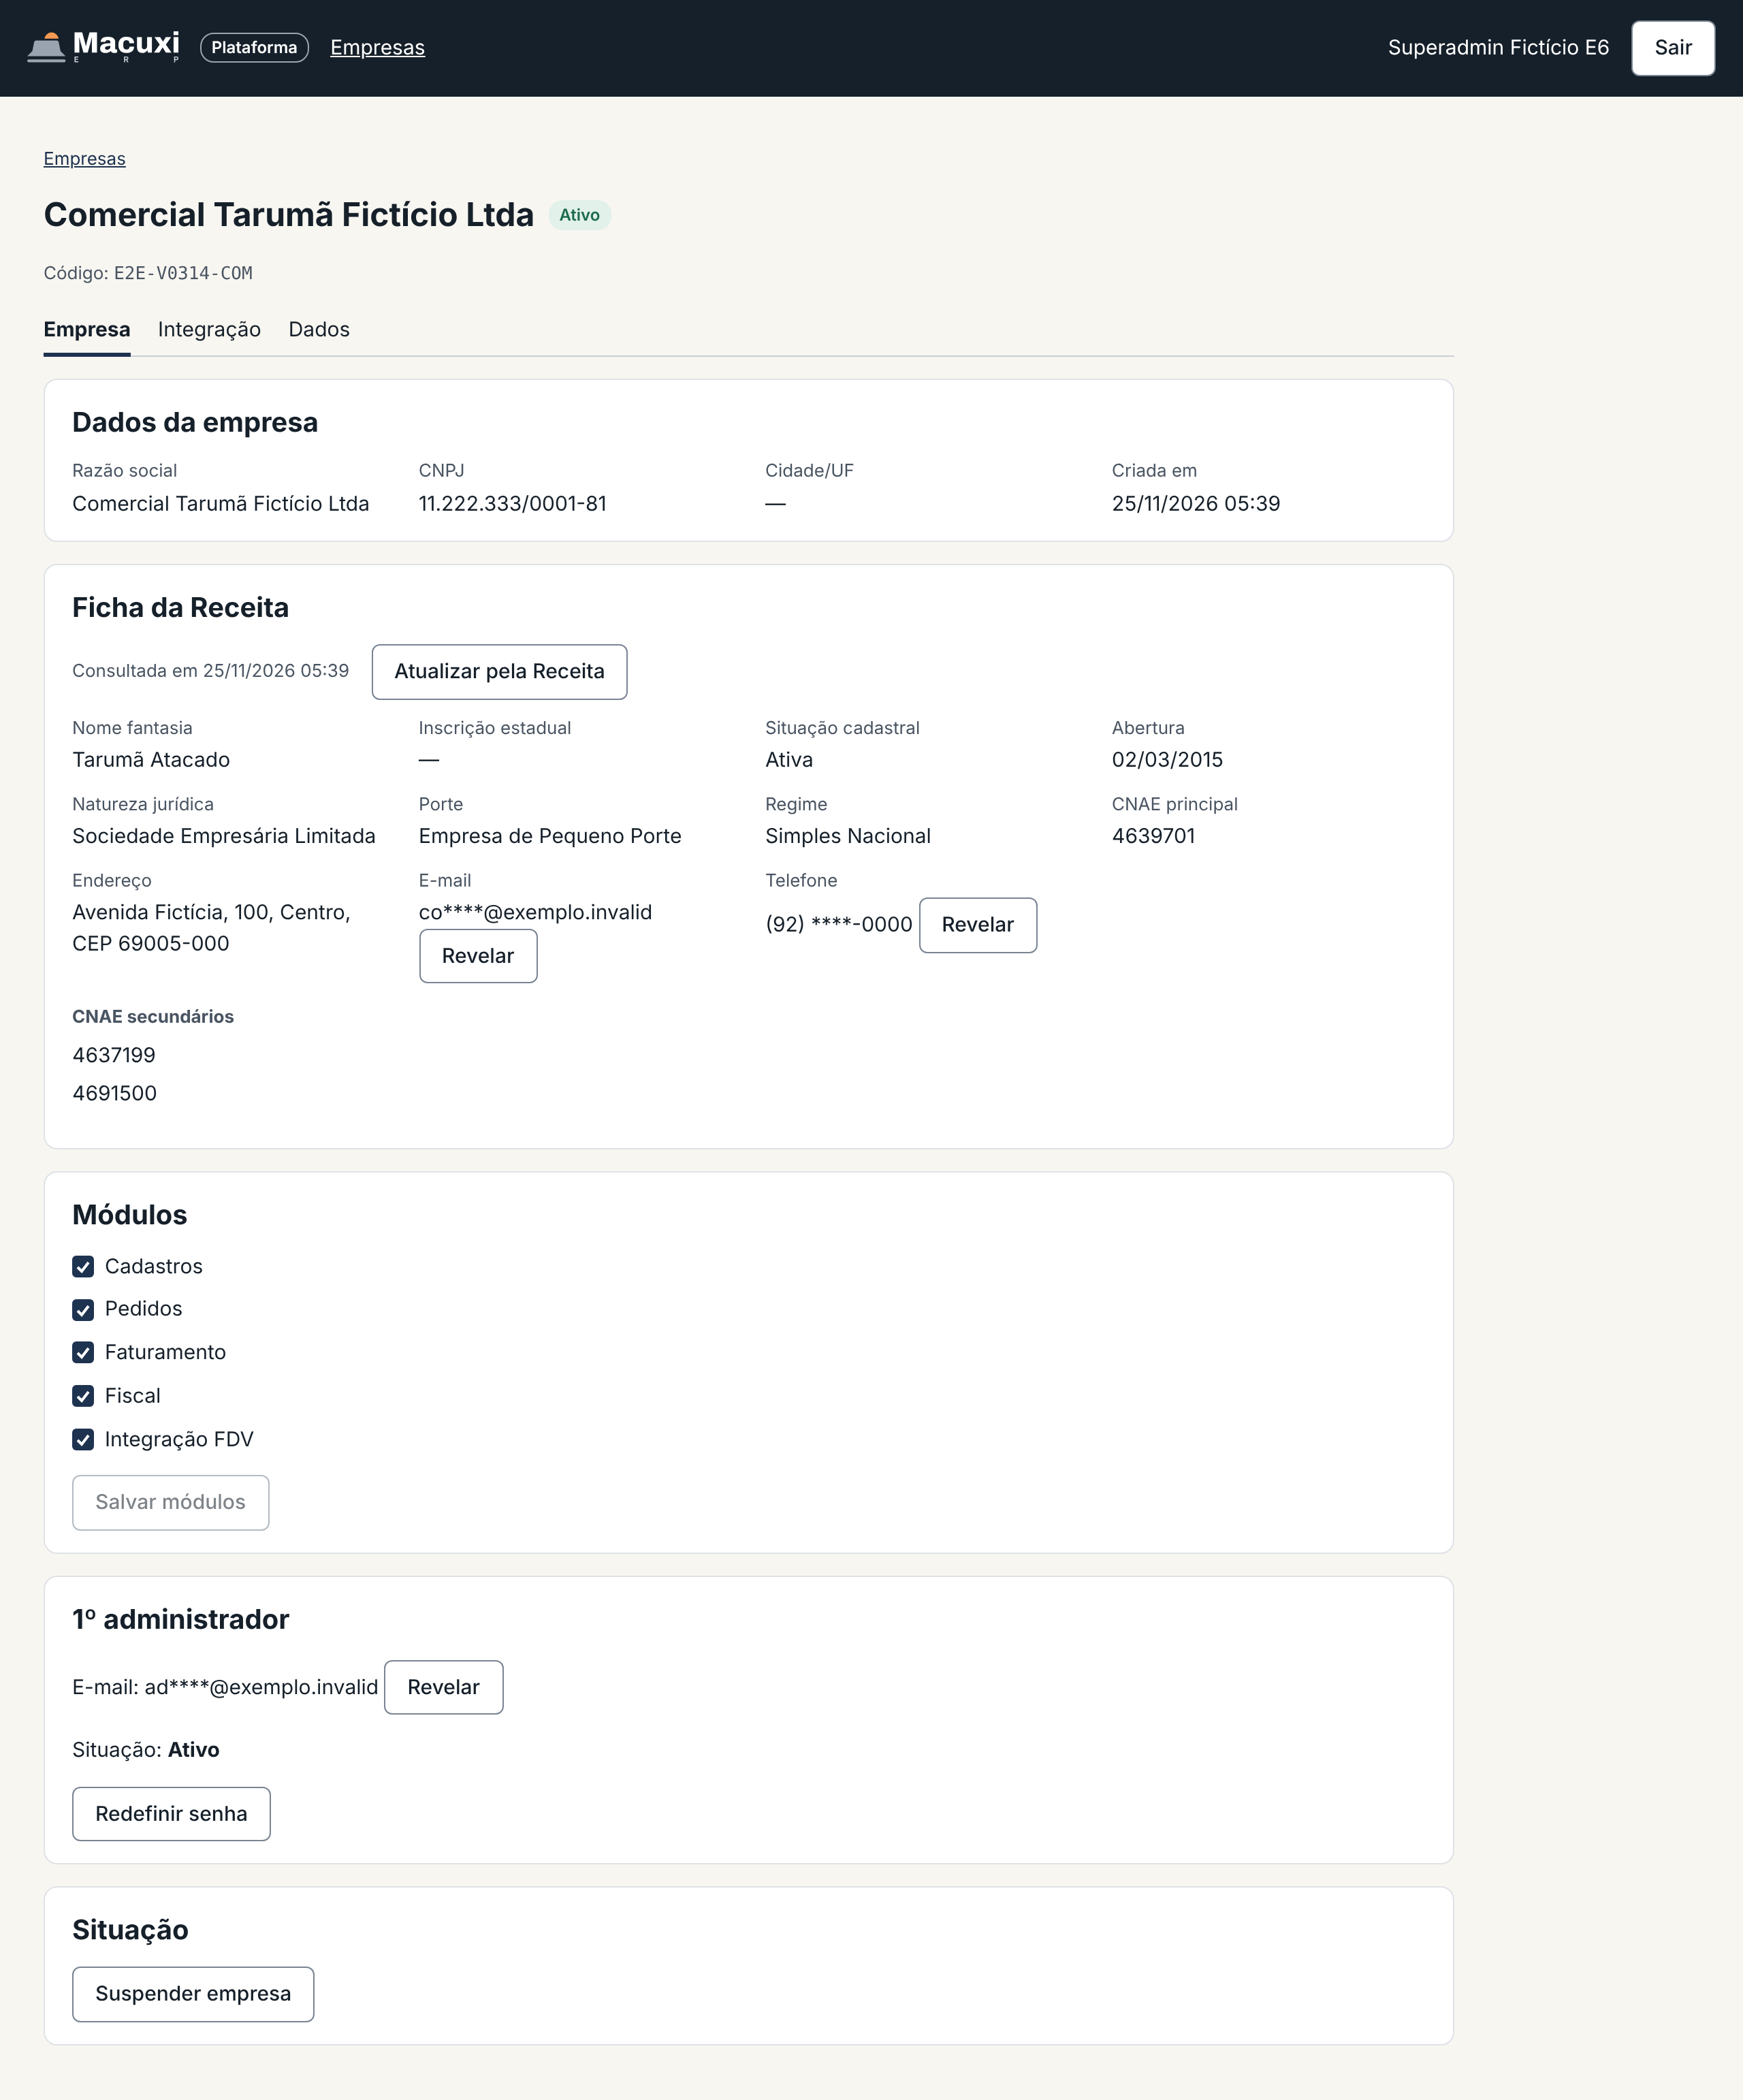 Macuxi
E R P
Plataforma
Empresas
Superadmin Fictício E6
Sair
Empresas
Comercial Tarumã Fictício Ltda
Ativo
Código: E2E-V0314-COM
Empresa
Integração
Dados
Dados da empresa
Razão social
Comercial Tarumã Fictício Ltda
CNPJ
11.222.333/0001-81
Cidade/UF
—
Criada em
25/11/2026 05:39
Ficha da Receita
Consultada em 25/11/2026 05:39
Atualizar pela Receita
Nome fantasia
Tarumã Atacado
Inscrição estadual
—
Situação cadastral
Ativa
Abertura
02/03/2015
Natureza jurídica
Sociedade Empresária Limitada
Porte
Empresa de Pequeno Porte
Regime
Simples Nacional
CNAE principal
4639701
Endereço
Avenida Fictícia, 100, Centro,
CEP 69005-000
E-mail
co****@exemplo.invalid
Revelar
Telefone
(92) ****-0000
Revelar
CNAE secundários
4637199
4691500
Módulos
Cadastros
Pedidos
Faturamento
Fiscal
Integração FDV
Salvar módulos
1º administrador
E-mail: ad****@exemplo.invalid
Revelar
Situação: Ativo
Redefinir senha
Situação
Suspender empresa